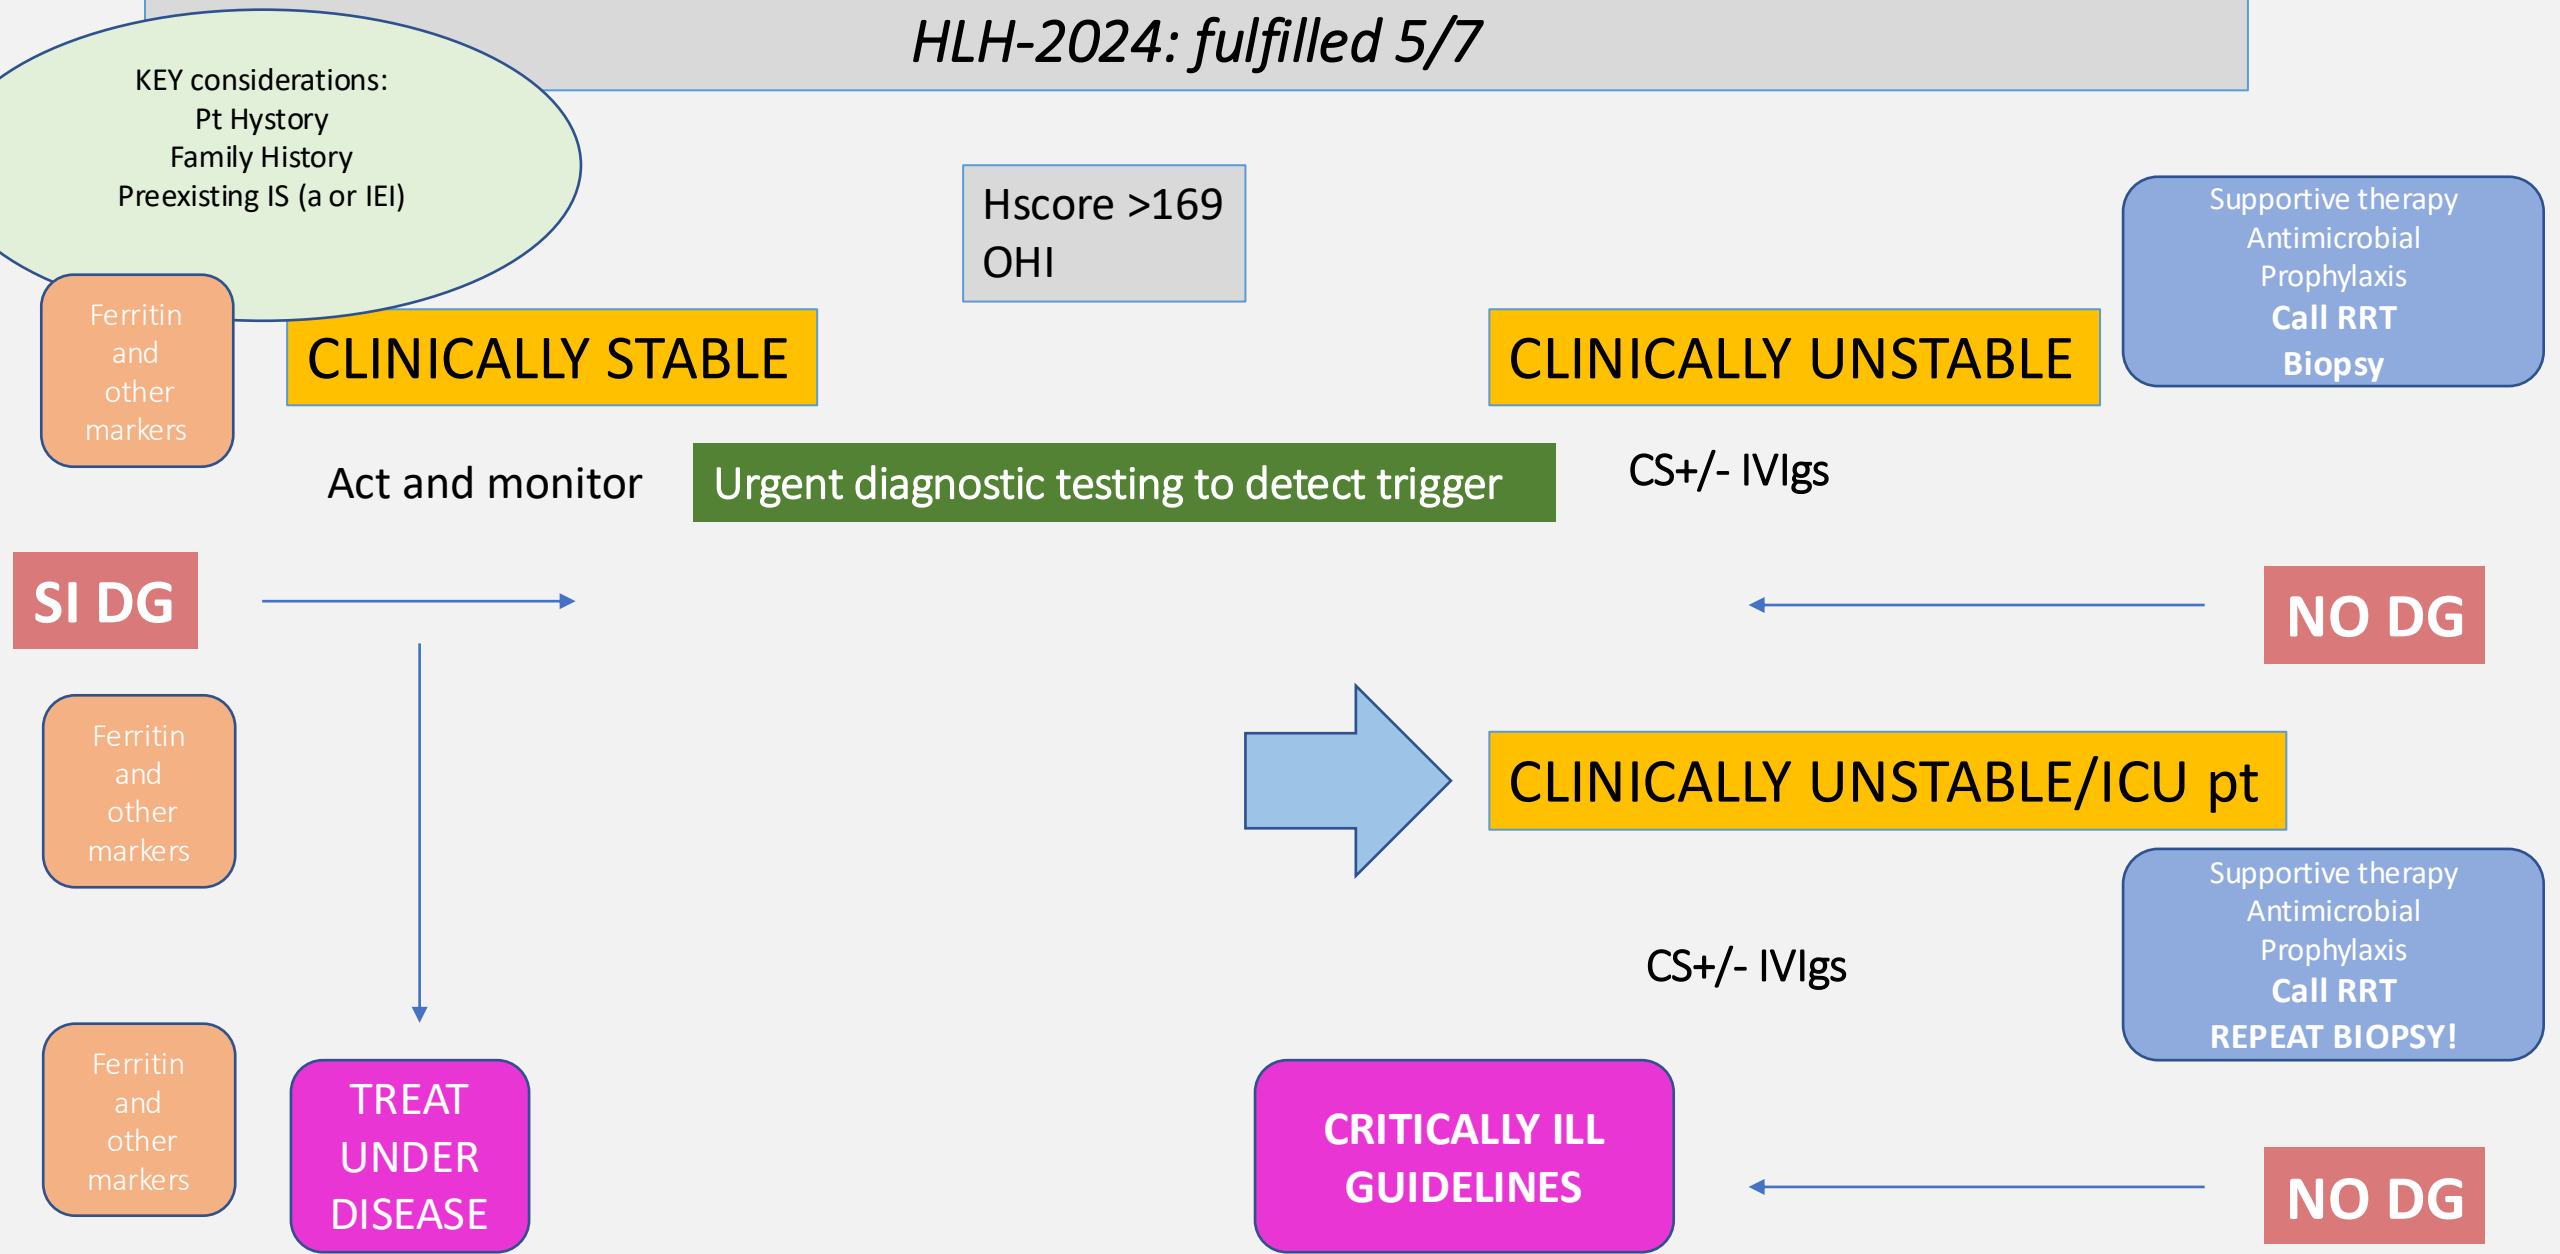 HLH-2024: fulfilled 5/7
KEY considerations:
Pt Hystory
Family History
Preexisting IS (a or IEI)
Hscore >169
OHI
Supportive therapy
Antimicrobial
Prophylaxis
Call RRT
Biopsy
Ferritin
and
other
markers
CLINICALLY STABLE
CLINICALLY UNSTABLE
Act and monitor
Urgent diagnostic testing to detect trigger
CS+/- IVIgs
SI DG
NO DG
Ferritin
and
other
markers
CLINICALLY UNSTABLE/ICU pt
Supportive therapy
Antimicrobial
Prophylaxis
Call RRT
REPEAT BIOPSY!
CS+/- IVIgs
Ferritin
and
other
markers
TREAT
UNDER
DISEASE
CRITICALLY ILL
GUIDELINES
NO DG